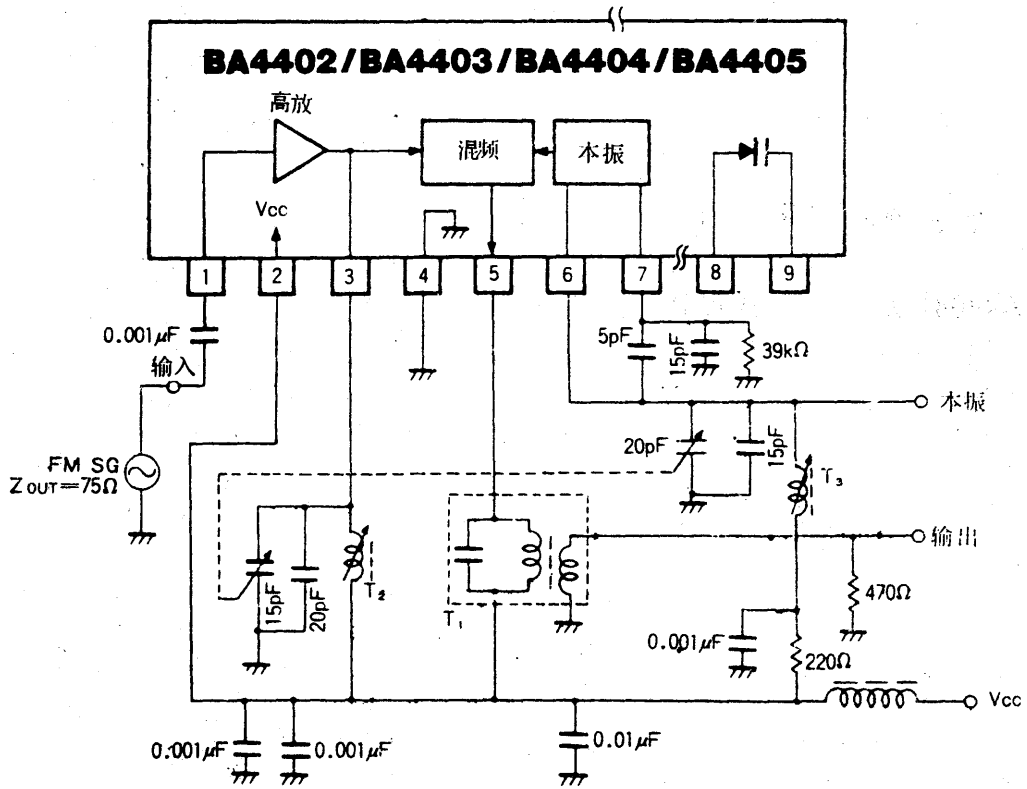 BA4402/BA4403/BA4404/BA4405
高放
混频
本振
Vcc
1
2
3
4
5
6
7
8
9
0.001μF
5pF
15pF
39kΩ
输入
本振
20pF
15pF
FM SG
ZOUT=75Ω
T3
输出
15pF
20pF
T2
T1
470Ω
0.001μF
220Ω
Vcc
0.001μF
0.001μF
0.01μF